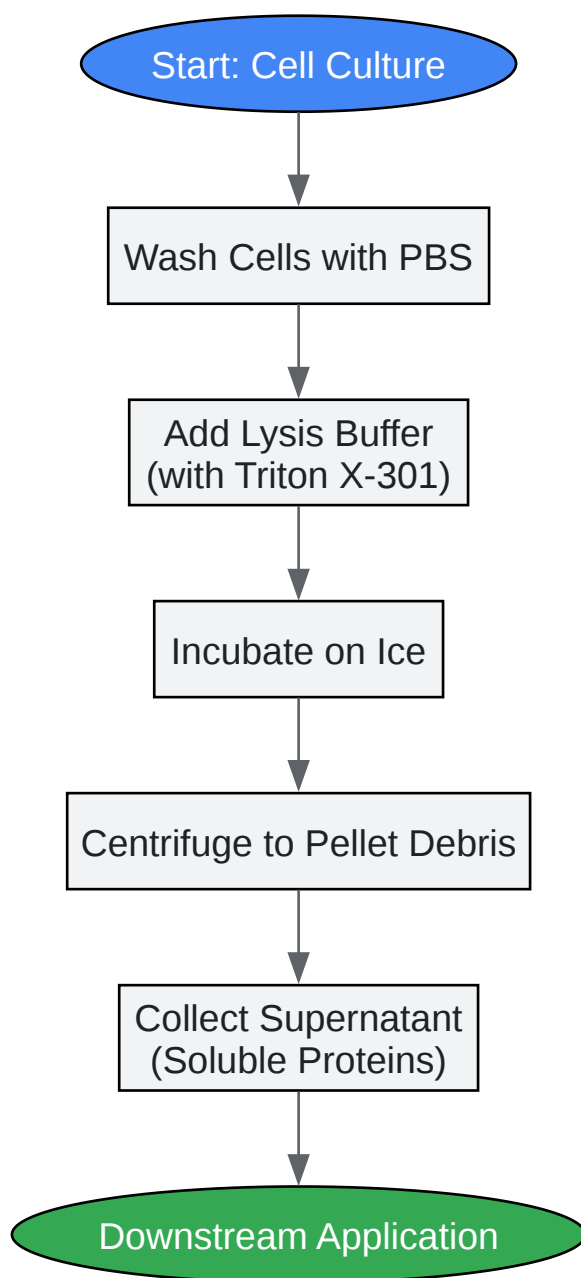 Start: Cell Culture
Wash Cells with PBS
Add Lysis Buffer
(with Triton X-301)
Incubate on Ice
Centrifuge to Pellet Debris
Collect Supernatant
(Soluble Proteins)
Downstream Application